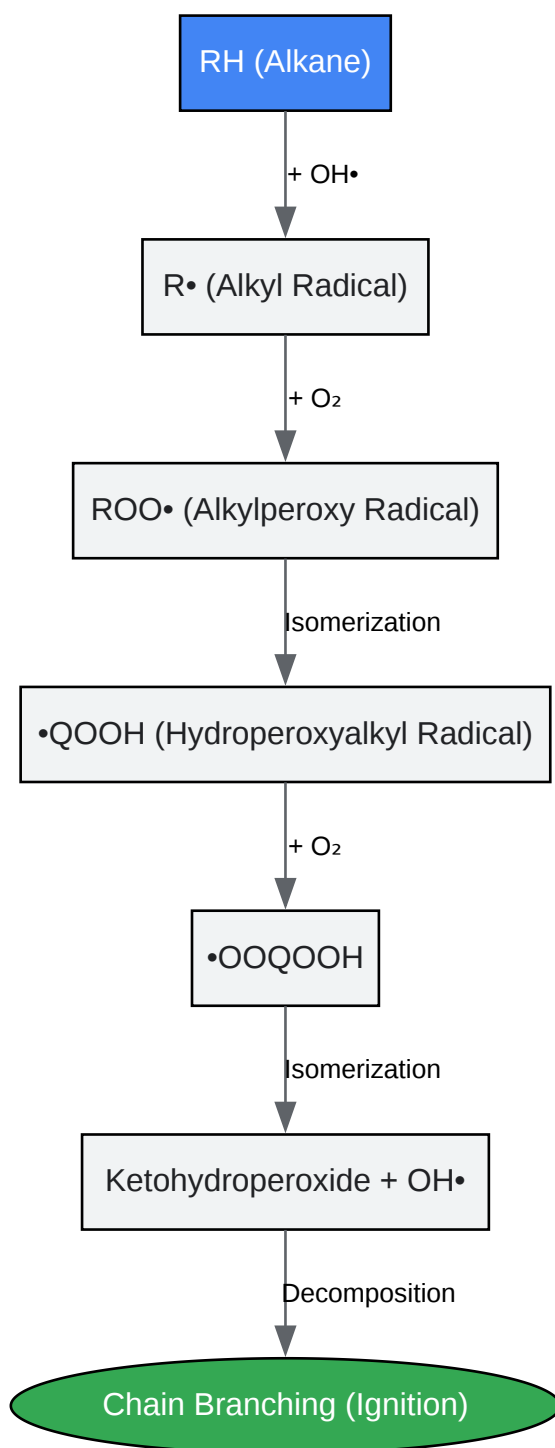 RH (Alkane)
+ OH•
R• (Alkyl Radical)
+ O₂
ROO• (Alkylperoxy Radical)
Isomerization
•QOOH (Hydroperoxyalkyl Radical)
+ O₂
•OOQOOH
Isomerization
Ketohydroperoxide + OH•
Decomposition
Chain Branching (Ignition)